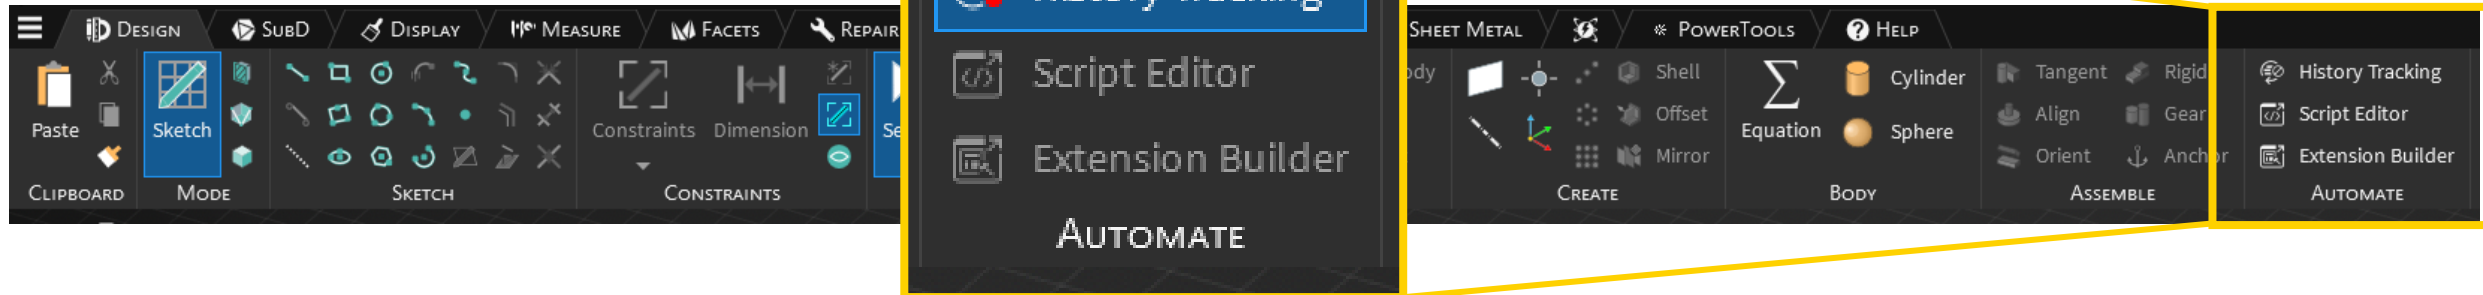 DESIGN SUBD DISPLAY MEASURE FACETS REPAIR
SHEET METAL POWERTOOLS HELP
Paste
Sketch
Constraints Dimension
CLIPBOARD MODE SKETCH CONSTRAINTS
History Tracking
Script Editor
Extension Builder
AUTOMATE
Shell
Offset
Mirror
CREATE
Equation
Cylinder
Sphere
BODY
Tangent Rigid
Align Gear
Orient Anchor
ASSEMBLE
History Tracking
Script Editor
Extension Builder
AUTOMATE